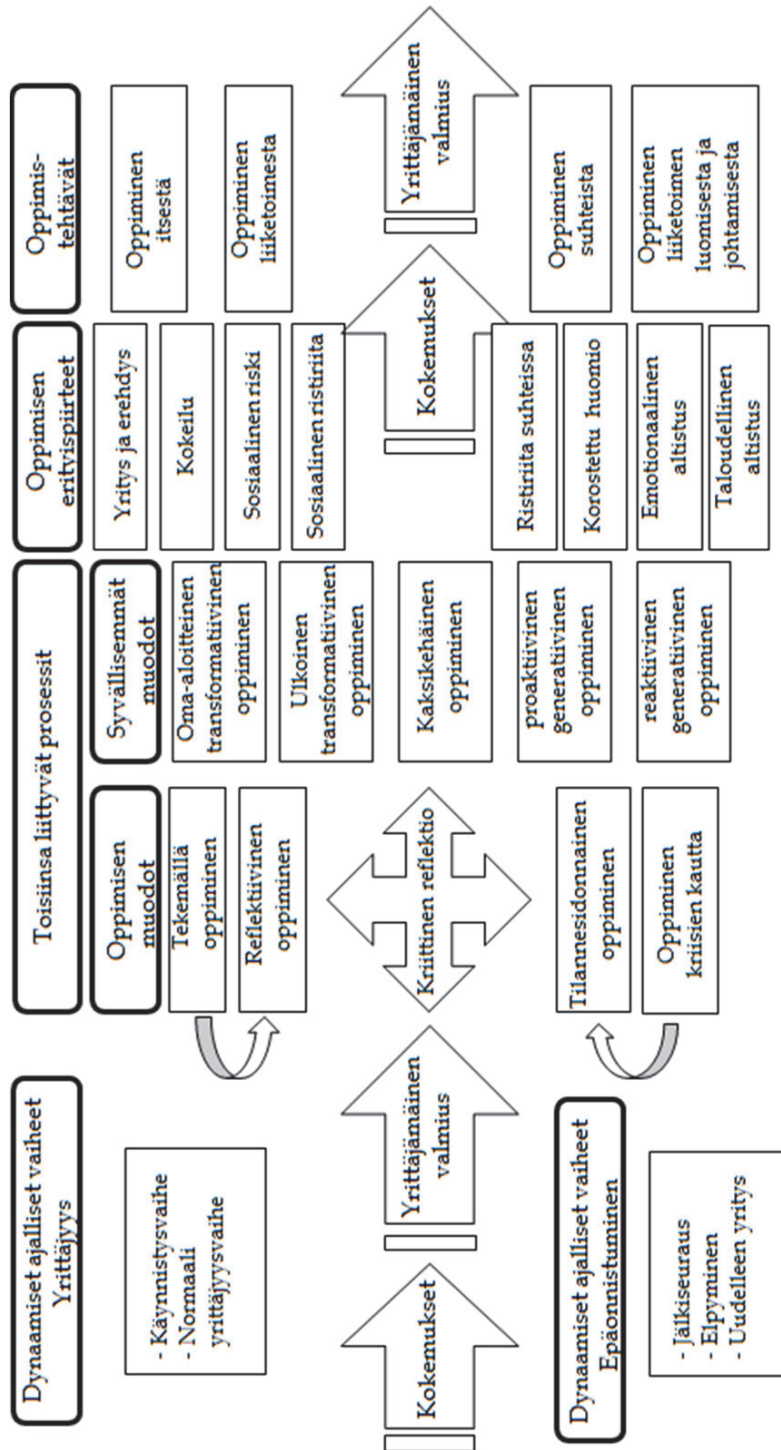 Dynaamiset ajalliset vaiheet
Yrittäjyys
- Käynnistysvaihe
- Normaali
yrittäjyysvaihe
Kokemukset
Yrittäjämäinen
valmius
Dynaamiset ajalliset vaiheet
Epäonnistuminen
- Jälkiseuraus
- Elpyminen
- Uudelleen yritys
Toisiinsa liittyvät prosessit
Oppimisen
muodot
Tekemällä
oppiminen
Reflektiivinen
oppiminen
Kriittinen reflektio
Tilannesidonnainen
oppiminen
Oppiminen
kriisien kautta
Syvällisemmät
muodot
Oma-aloitteinen
transformatiivinen
oppiminen
Ulkoinen
transformatiivinen
oppiminen
Kaksikehäinen
oppiminen
proaktiivinen
generatiivinen
oppiminen
reaktiivinen
generatiivinen
oppiminen
Oppimisen
erityispiirteet
Yritys ja erehdys
Kokeilu
Sosiaalinen riski
Sosiaalinen ristiriita
Kokemukset
Ristiriita suhteissa
Korostettu huomio
Emotionaalinen
altistus
Taloudellinen
altistus
Oppimis-
tehtävät
Oppiminen
itsestä
Oppiminen
liiketoimesta
Yrittäjämäinen
valmius
Oppiminen
suhteista
Oppiminen
liiketoimen
luomisesta ja
johtamisesta